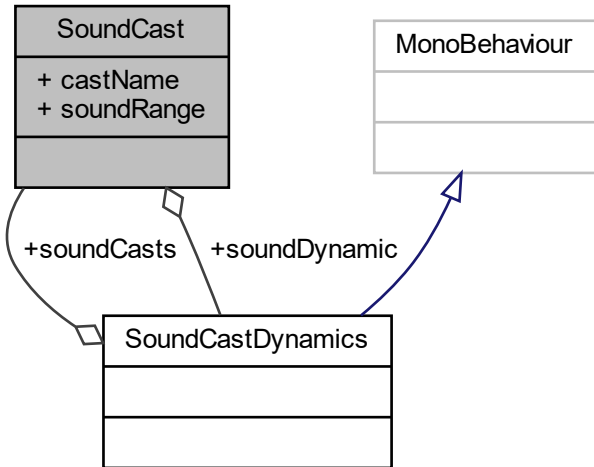 SoundCast
+ castName
+ soundRange
MonoBehaviour
+soundCasts
+soundDynamic
SoundCastDynamics